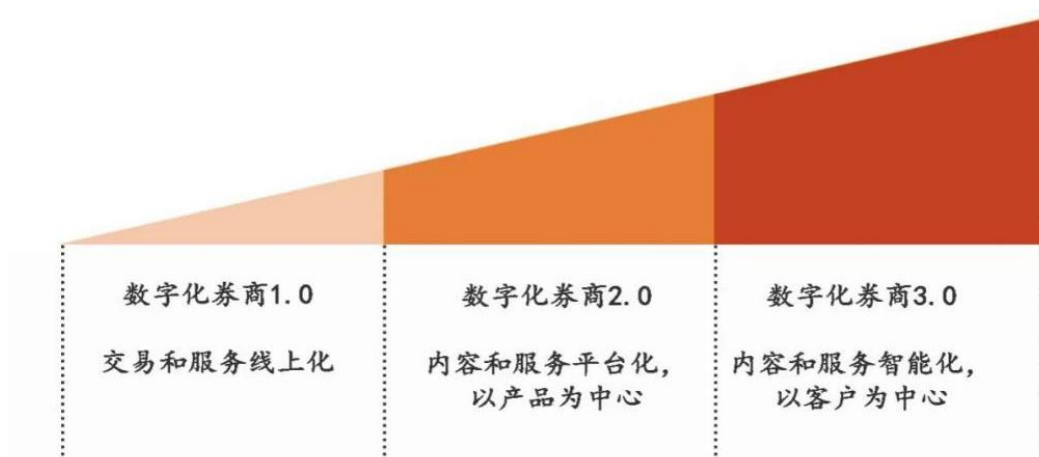 数字化券商1.0
交易和服务线上化
数字化券商2.0
内容和服务平台化，
以产品为中心
数字化券商3.0
内容和服务智能化，
以客户为中心